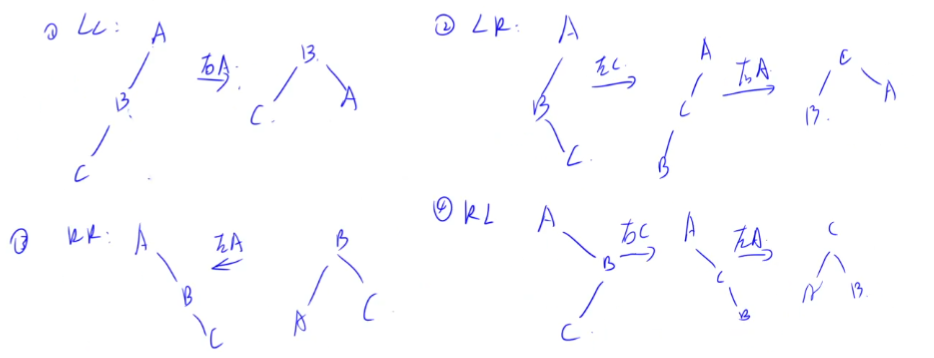 ① LL: A 右A B B C A C
② LR: A 左C A 右A C B C B A C B
③ RR: A 左A B B A C C
④ RL A 右C A 左A C B C A B C B